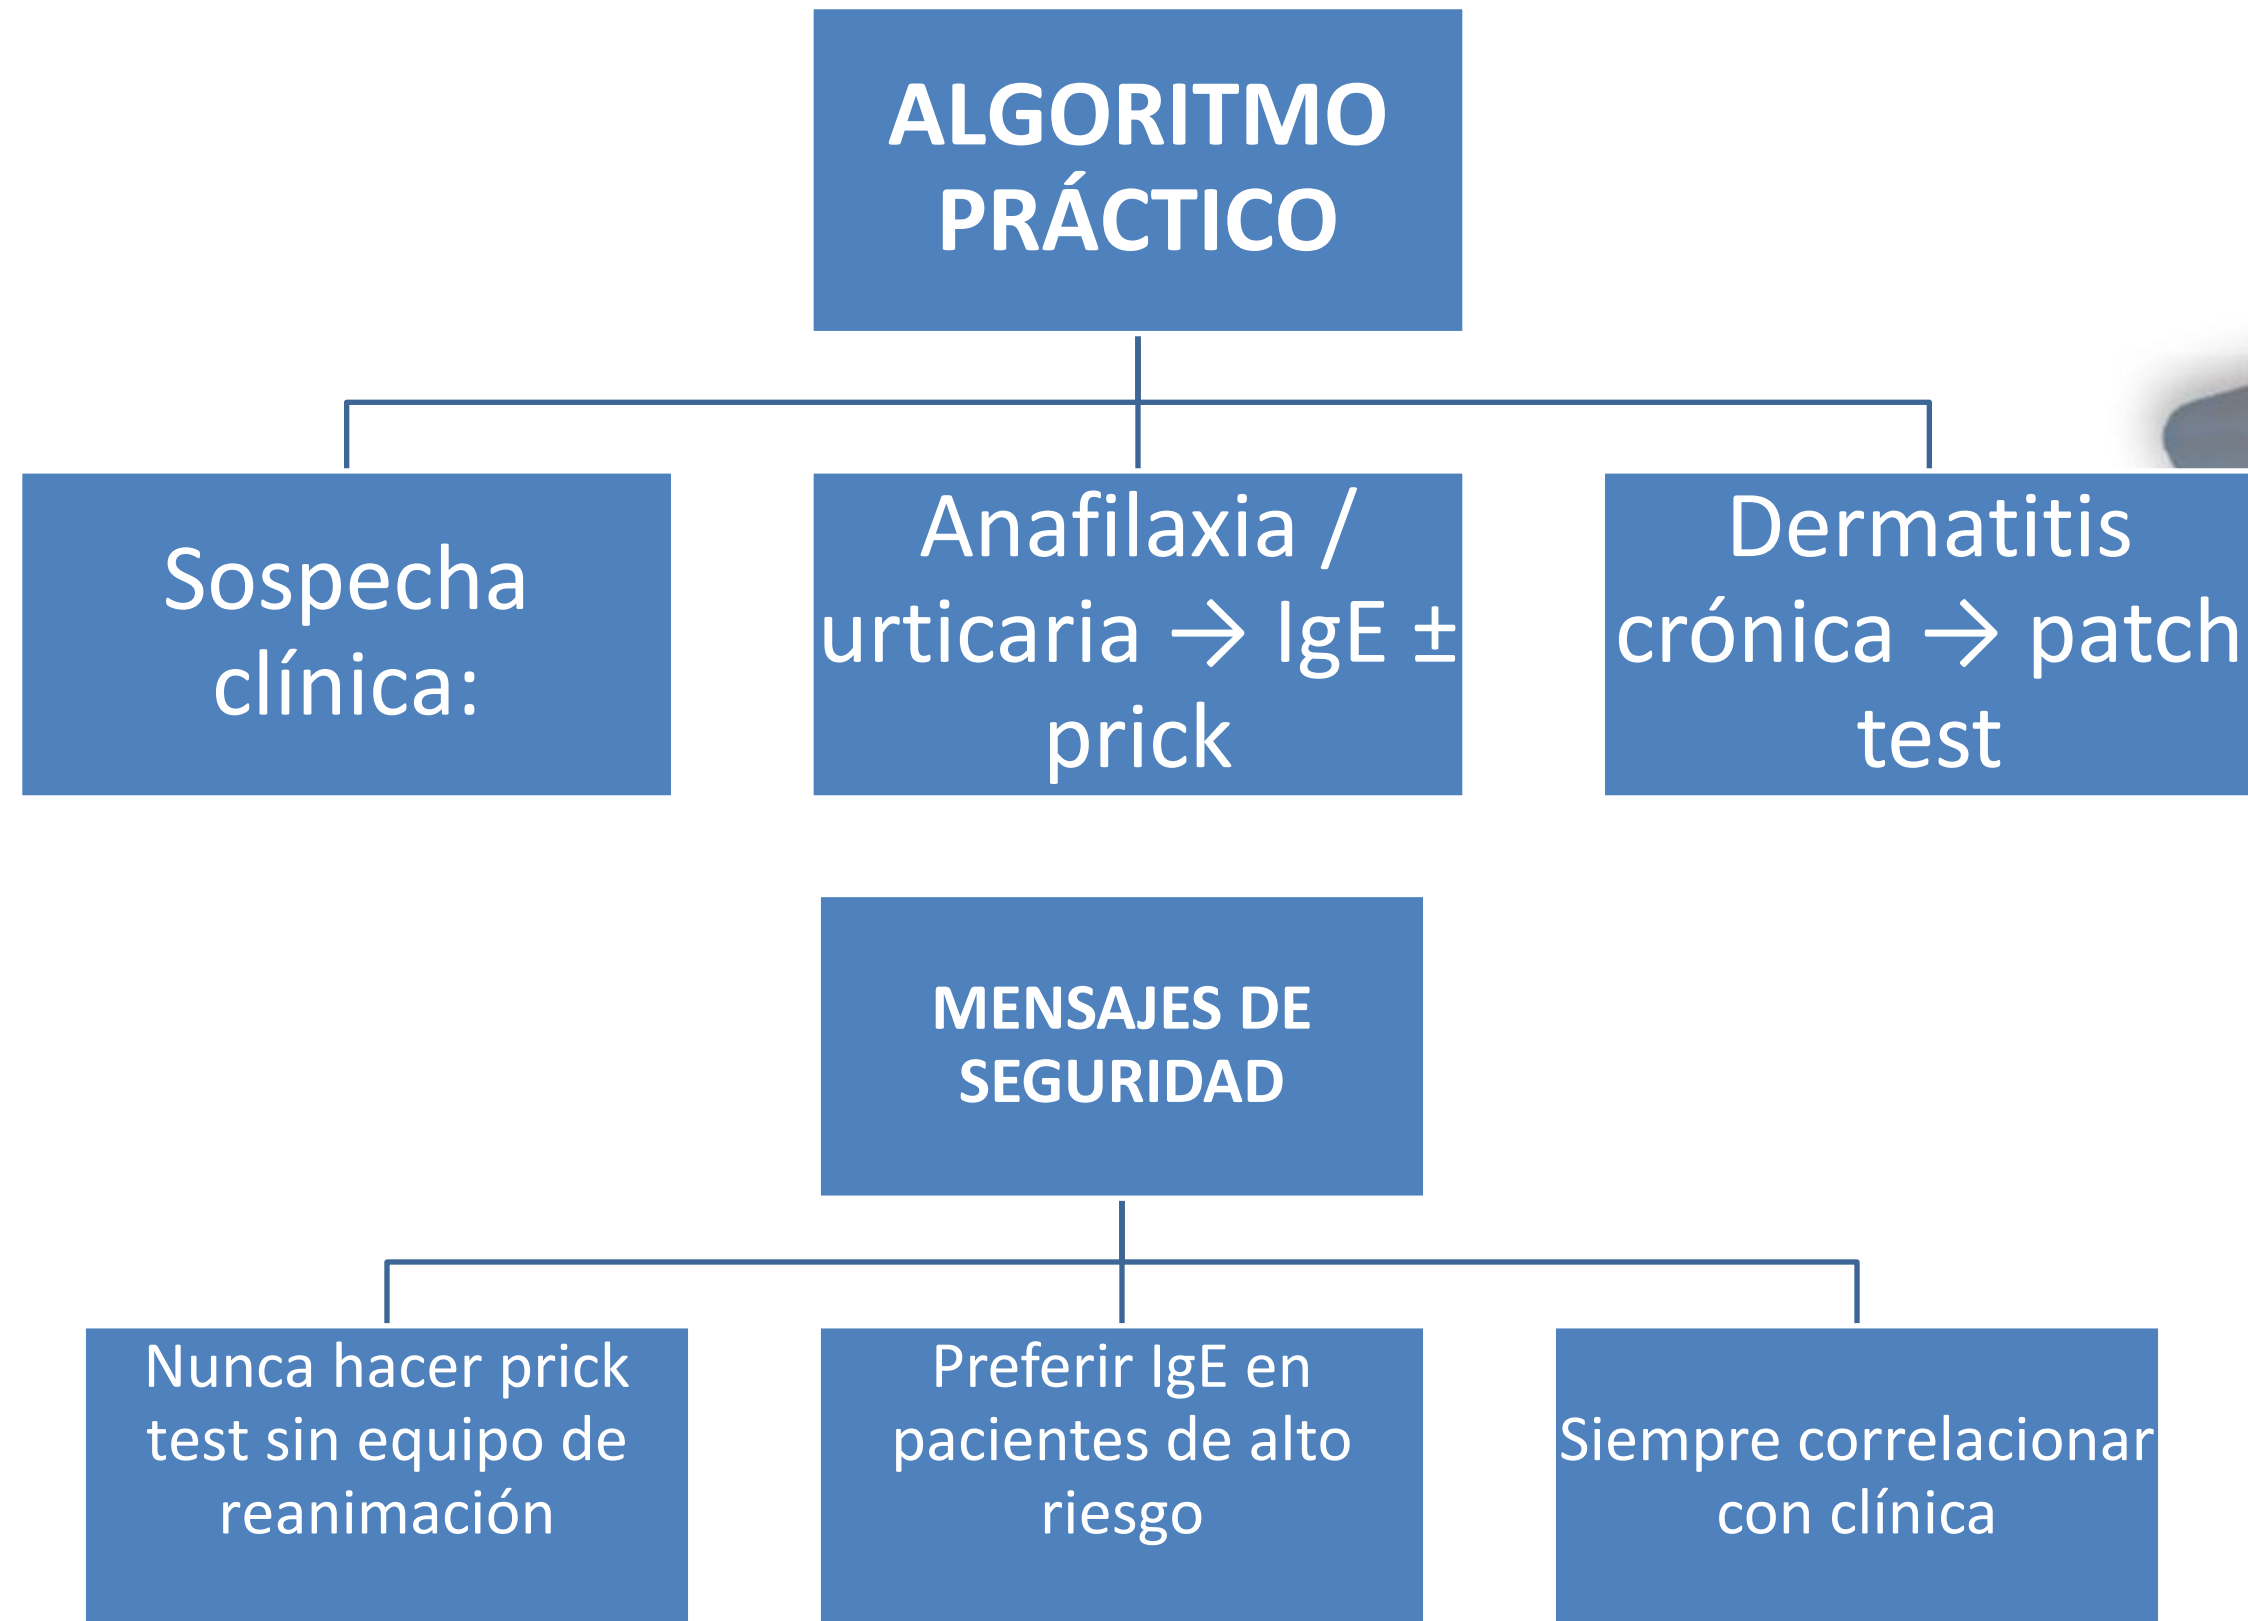 ALGORITMO
PRÁCTICO
Sospecha
clínica:
Anafilaxia /
urticaria → IgE ±
prick
Dermatitis
crónica → patch
test
MENSAJES DE
SEGURIDAD
Nunca hacer prick
test sin equipo de
reanimación
Preferir IgE en
pacientes de alto
riesgo
Siempre correlacionar
con clínica